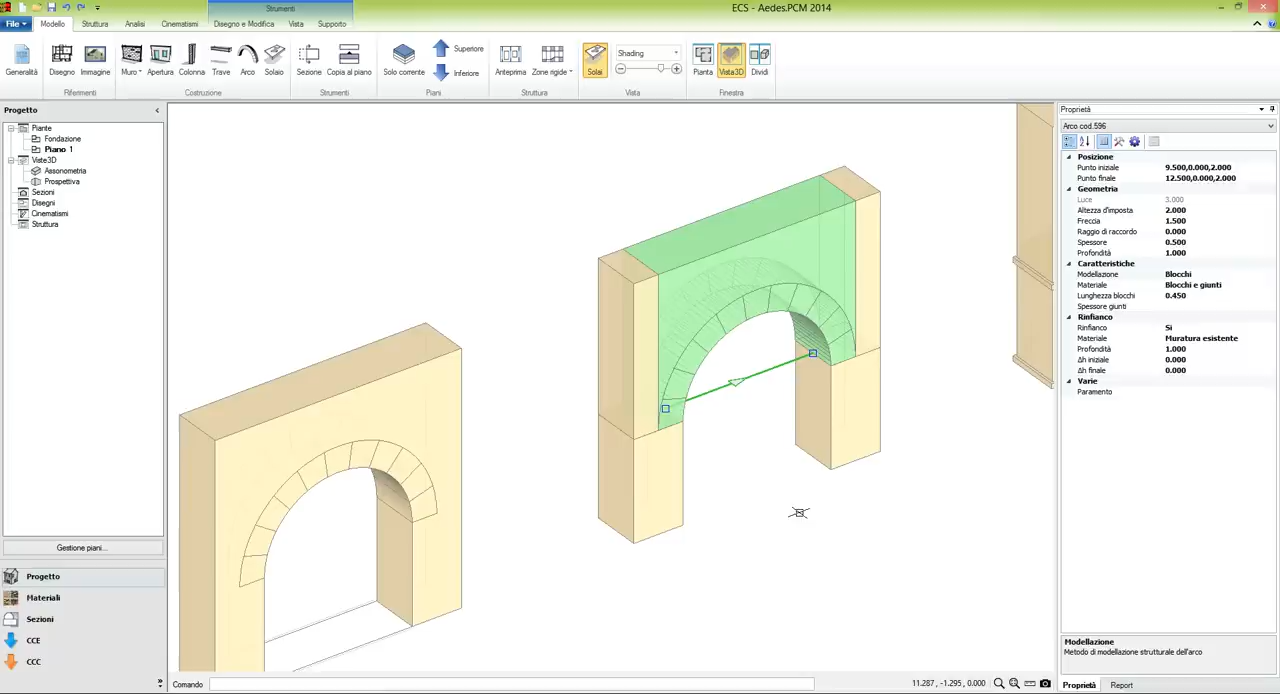 Strumenti
ECS - Aedes.PCM 2014
File
Modello
Struttura
Analisi
Cinematismi
Disegno e Modifica
Vista
Supporto
Generalità
Disegno
Immagine
Muro
Apertura
Colonna
Trave
Arco
Solaio
Sezione
Copia al piano
Solo corrente
Superiore
Inferiore
Anteprima
Zone rigide
Solai
Shading
Pianta
Vista3D
Dividi
Riferimenti
Costruzione
Strumenti
Piani
Struttura
Vista
Finestra
Progetto
Piante
Fondazione
Piano 1
Viste3D
Assonometria
Prospettiva
Sezioni
Disegni
Cinematismi
Struttura
Gestione piani...
Progetto
Materiali
Sezioni
CCE
CCC
Comando
11.287 , -1.295, 0.000
Proprietà
Arco cod.596
Posizione
Punto iniziale 9.500,0.000,2.000
Punto finale 12.500,0.000,2.000
Geometria
Luce 3.000
Altezza d'imposta 2.000
Freccia 1.500
Raggio di raccordo 0.000
Spessore 0.500
Profondità 1.000
Caratteristiche
Modellazione Blocchi
Materiale Blocchi e giunti
Lunghezza blocchi 0.450
Spessore giunti
Rinfianco
Rinfianco Sì
Materiale Muratura esistente
Profondità 1.000
Δh iniziale 0.000
Δh finale 0.000
Varie
Paramento
Modellazione
Metodo di modellazione strutturale dell'arco
Proprietà Report